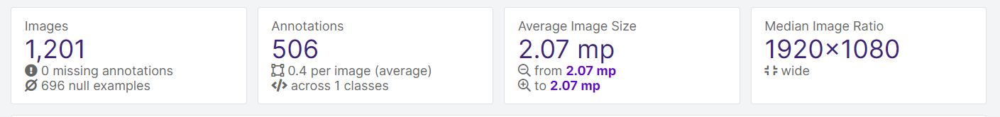 Images
1,201
0 missing annotations
696 null examples
Annotations
506
0.4 per image (average)
across 1 classes
Average Image Size
2.07 mp
from 2.07 mp
to 2.07 mp
Median Image Ratio
1920×1080
wide